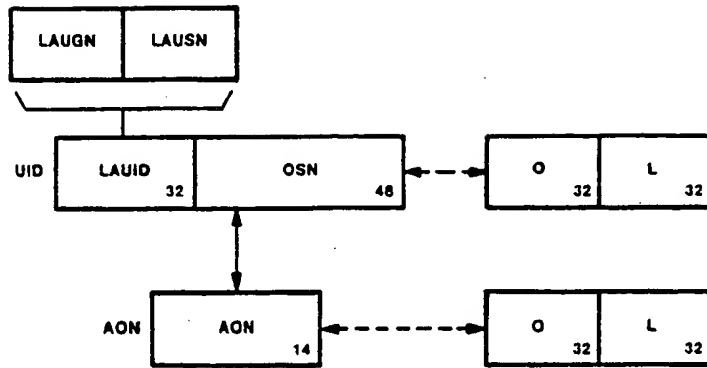 LAUGN LAUSN
UID LAUID 32 OSN 48 O 32 L 32
AON AON 14 O 32 L 32